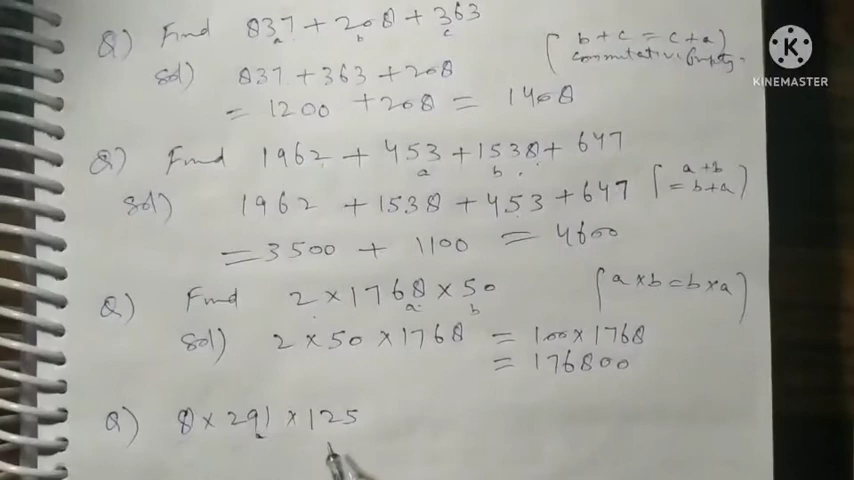 Q) Find 837 + 208 + 363
a b c
( b + c = c + a )
commutative
KINEMASTER
Sol) 837 + 363 + 208
= 1200 + 208 = 1408
Q) Find 1962 + 453 + 1538 + 647
a b
Sol) 1962 + 1538 + 453 + 647
( a + b
= b + a )
= 3500 + 1100 = 4600
Q) Find 2 × 1768 × 50
a b
( a × b = b × a )
Sol) 2 × 50 × 1768 = 100 × 1768
= 176800
Q) 8 × 291 × 125